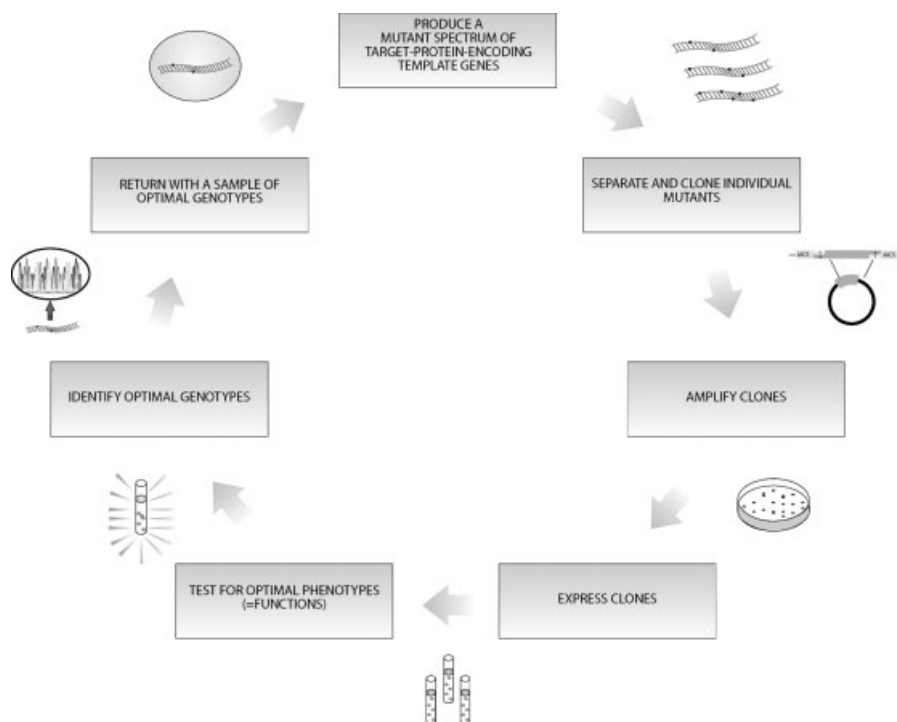 PRODUCE A
MUTANT SPECTRUM OF
TARGET-PROTEIN-ENCODING
TEMPLATE GENES
SEPARATE AND CLONE INDIVIDUAL
MUTANTS
AMPLIFY CLONES
EXPRESS CLONES
TEST FOR OPTIMAL PHENOTYPES
(=FUNCTIONS)
IDENTIFY OPTIMAL GENOTYPES
RETURN WITH A SAMPLE OF
OPTIMAL GENOTYPES